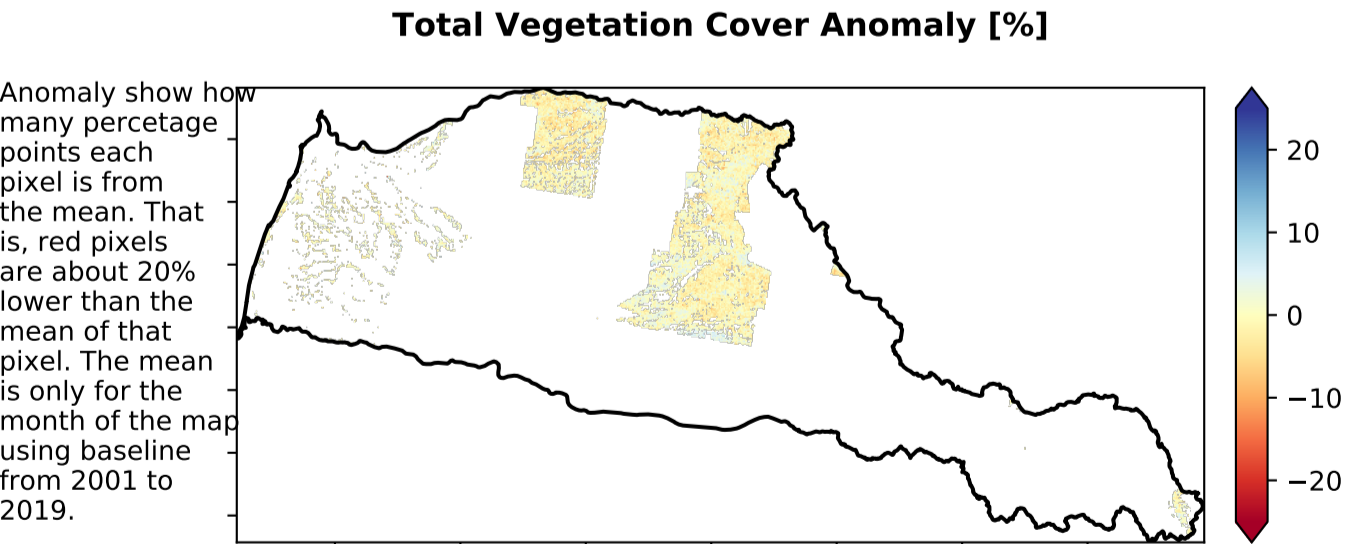 Total Vegetation Cover Anomaly [%]
Anomaly show how
many percetage
points each
pixel is from
the mean. That
is, red pixels
are about 20%
lower than the
mean of that
pixel. The mean
is only for the
month of the map
using baseline
from 2001 to
2019.
20
10
0
−10
−20